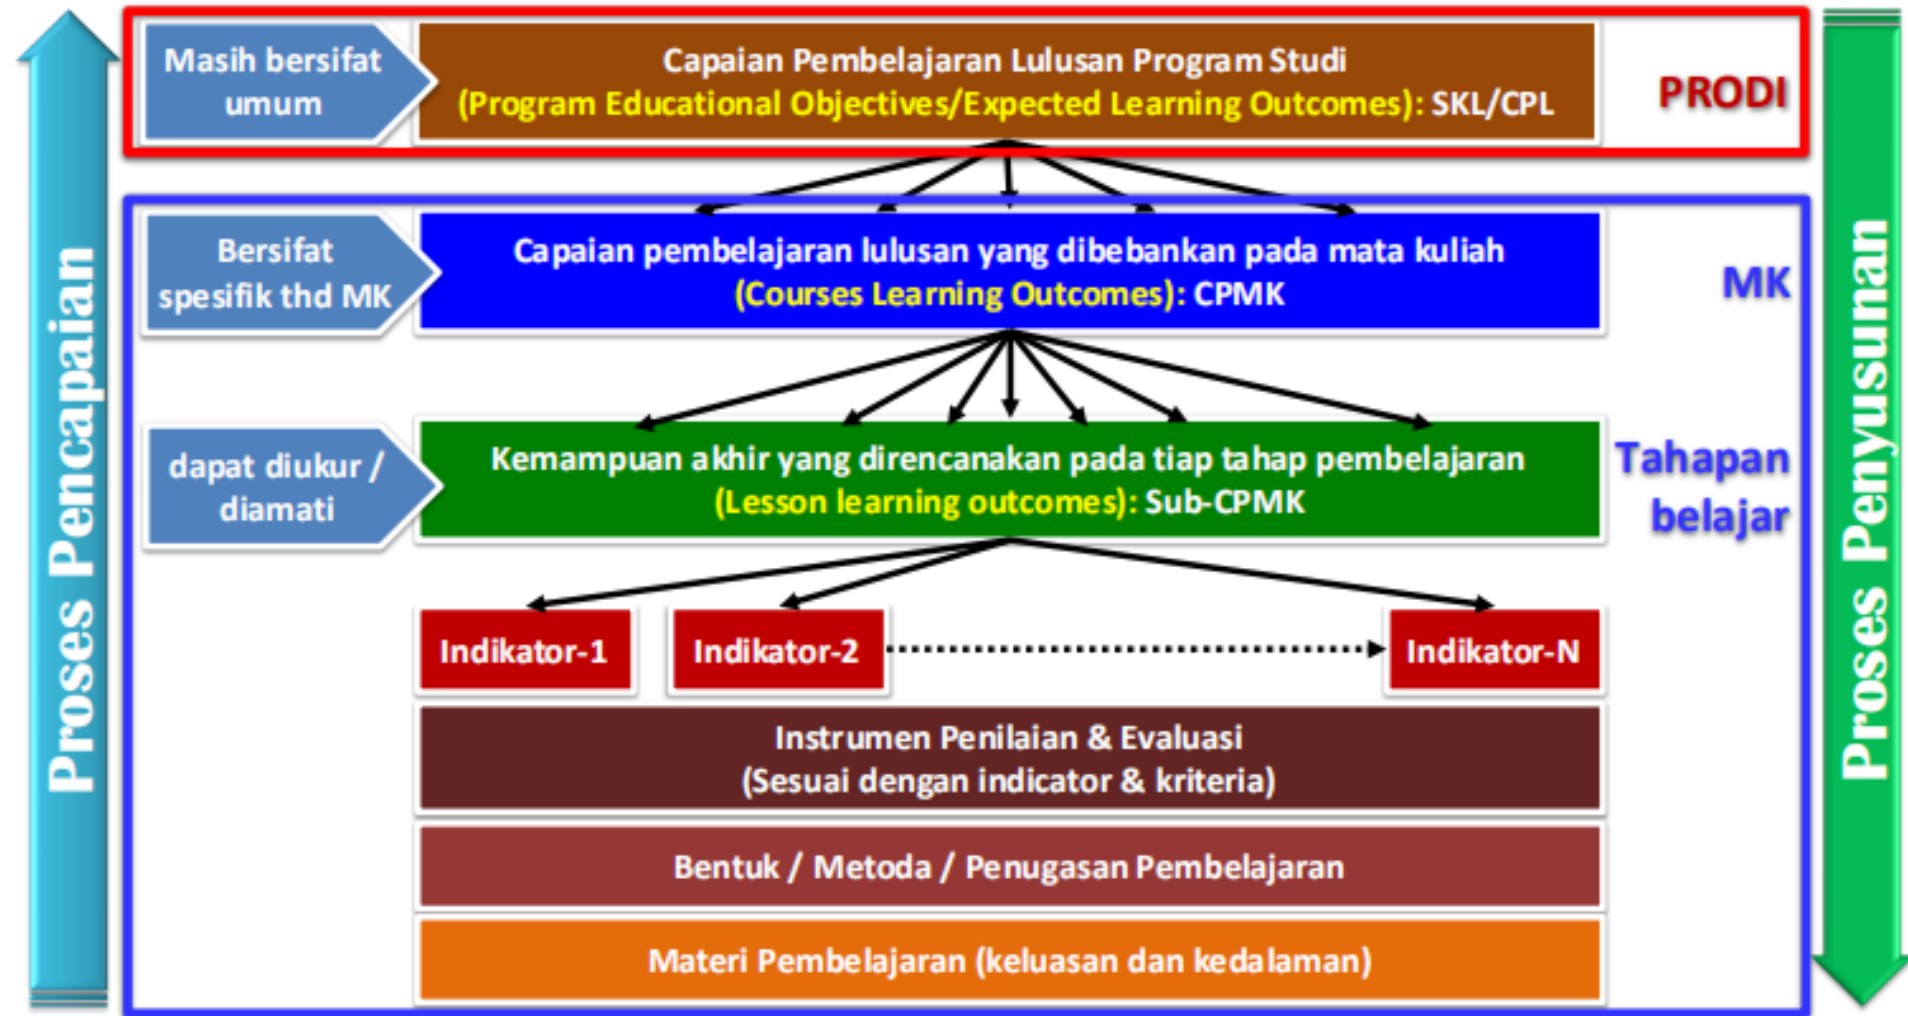 Proses Pencapaian
Masih bersifat
umum
Capaian Pembelajaran Lulusan Program Studi
(Program Educational Objectives/Expected Learning Outcomes): SKL/CPL
PRODI
Bersifat
spesifik thd MK
Capaian pembelajaran lulusan yang dibebankan pada mata kuliah
(Courses Learning Outcomes): CPMK
MK
dapat diukur /
diamati
Kemampuan akhir yang direncanakan pada tiap tahap pembelajaran
(Lesson learning outcomes): Sub-CPMK
Tahapan
belajar
Indikator-1
Indikator-2
Indikator-N
Instrumen Penilaian & Evaluasi
(Sesuai dengan indicator & kriteria)
Bentuk / Metoda / Penugasan Pembelajaran
Materi Pembelajaran (keluasan dan kedalaman)
Proses Penyusunan